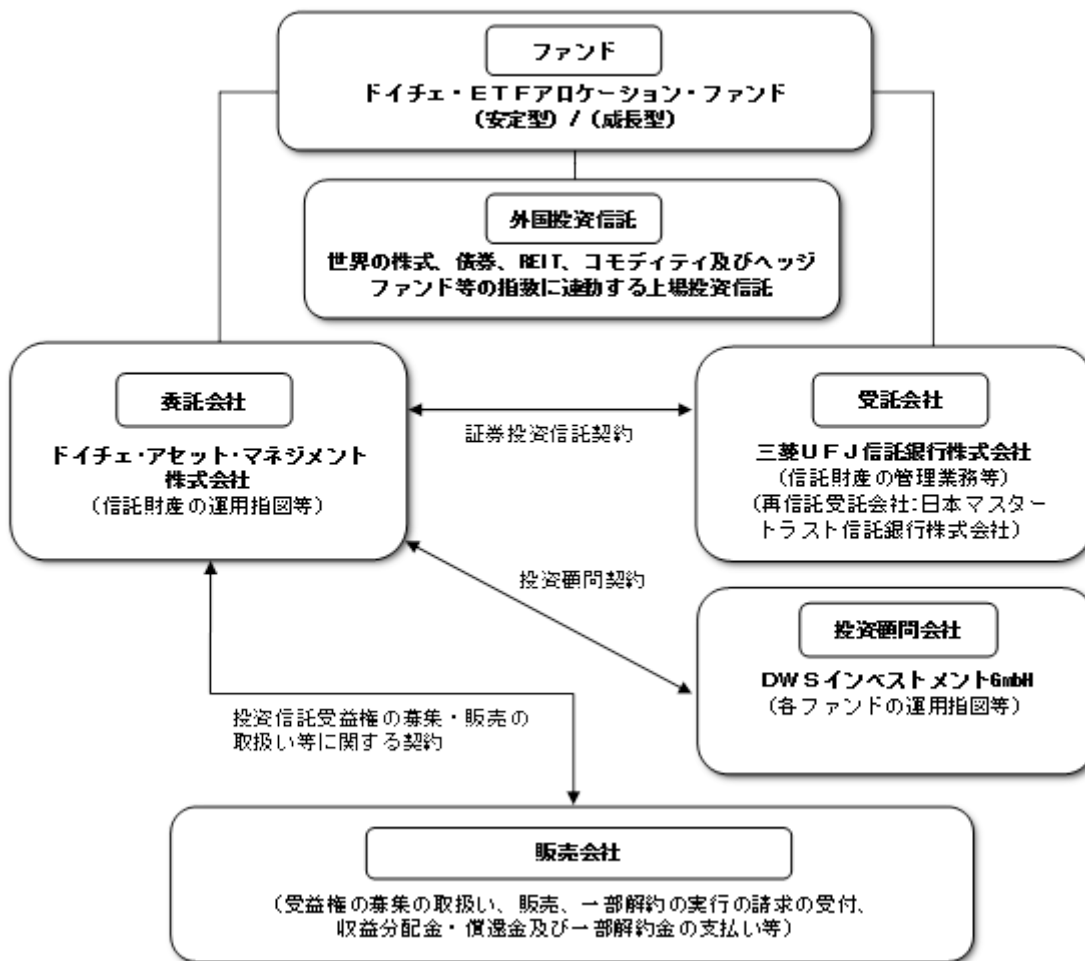 ファンド
ドイチェ・ETFアロケーション・ファンド
(安定型) / (成長型)
外国投資信託
世界の株式、債券、REIT、コモディティ及びヘッジ
ファンド等の指数に連動する上場投資信託
委託会社
ドイチェ・アセット・マネジメント
株式会社
(信託財産の運用指図等)
証券投資信託契約
受託会社
三菱UFJ信託銀行株式会社
(信託財産の管理業務等)
(再信託受託会社:日本マスター
トラスト信託銀行株式会社)
投資顧問契約
投資顧問会社
DWSインベストメントGmbH
(各ファンドの運用指図等)
投資信託受益権の募集・販売の
取扱い等に関する契約
販売会社
(受益権の募集の取扱い、販売、一部解約の実行の請求の受付、
収益分配金・償還金及び一部解約金の支払い等)